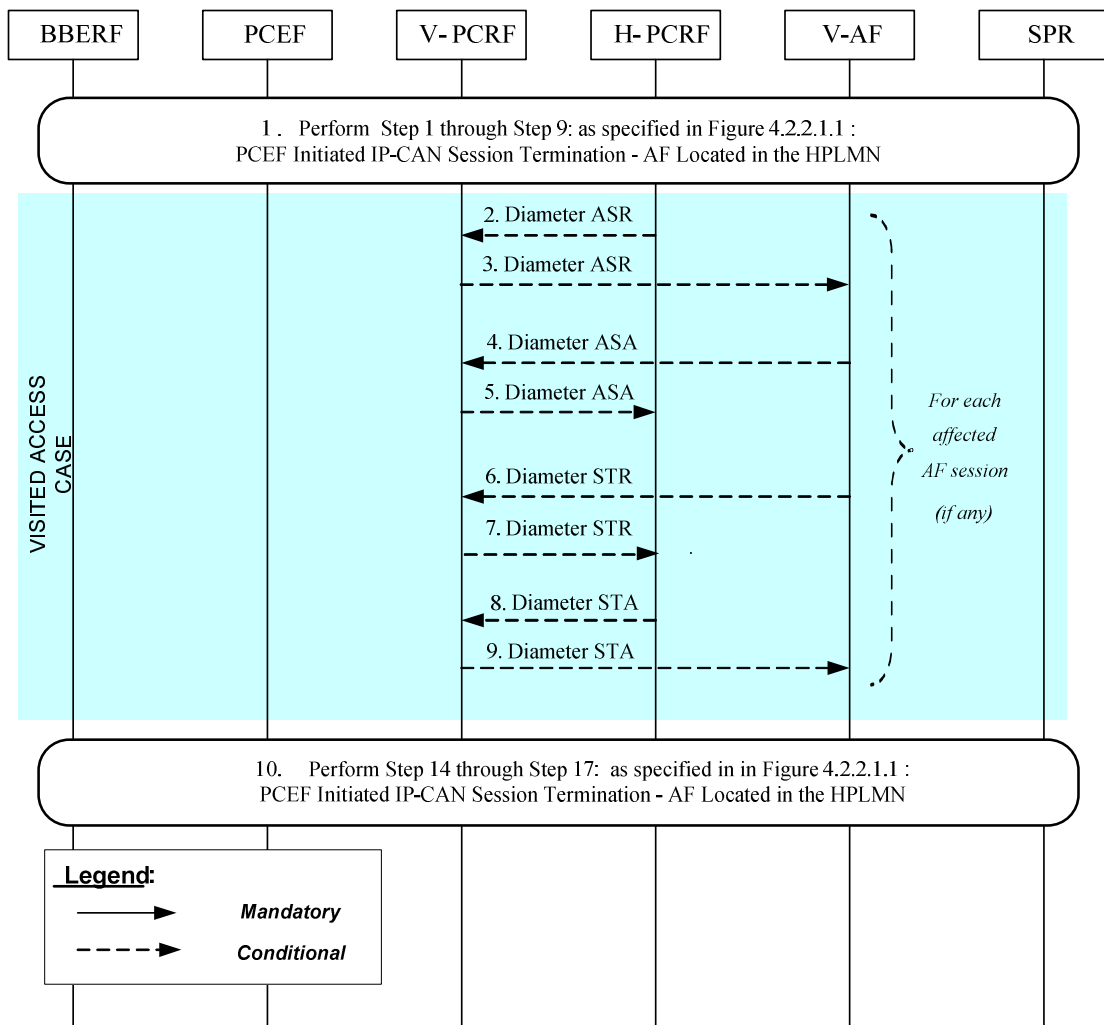 BBERF
PCEF
V- PCRF
H- PCRF
V-AF
SPR
1 . Perform Step 1 through Step 9: as specified in Figure 4.2.2.1.1 :
PCEF Initiated IP-CAN Session Termination - AF Located in the HPLMN
2. Diameter ASR
3. Diameter ASR
4. Diameter ASA
5. Diameter ASA
6. Diameter STR
7. Diameter STR
8. Diameter STA
9. Diameter STA
VISITED ACCESS
CASE
For each
affected
AF session
(if any)
10. Perform Step 14 through Step 17: as specified in in Figure 4.2.2.1.1 :
PCEF Initiated IP-CAN Session Termination - AF Located in the HPLMN
Legend:
Mandatory
Conditional